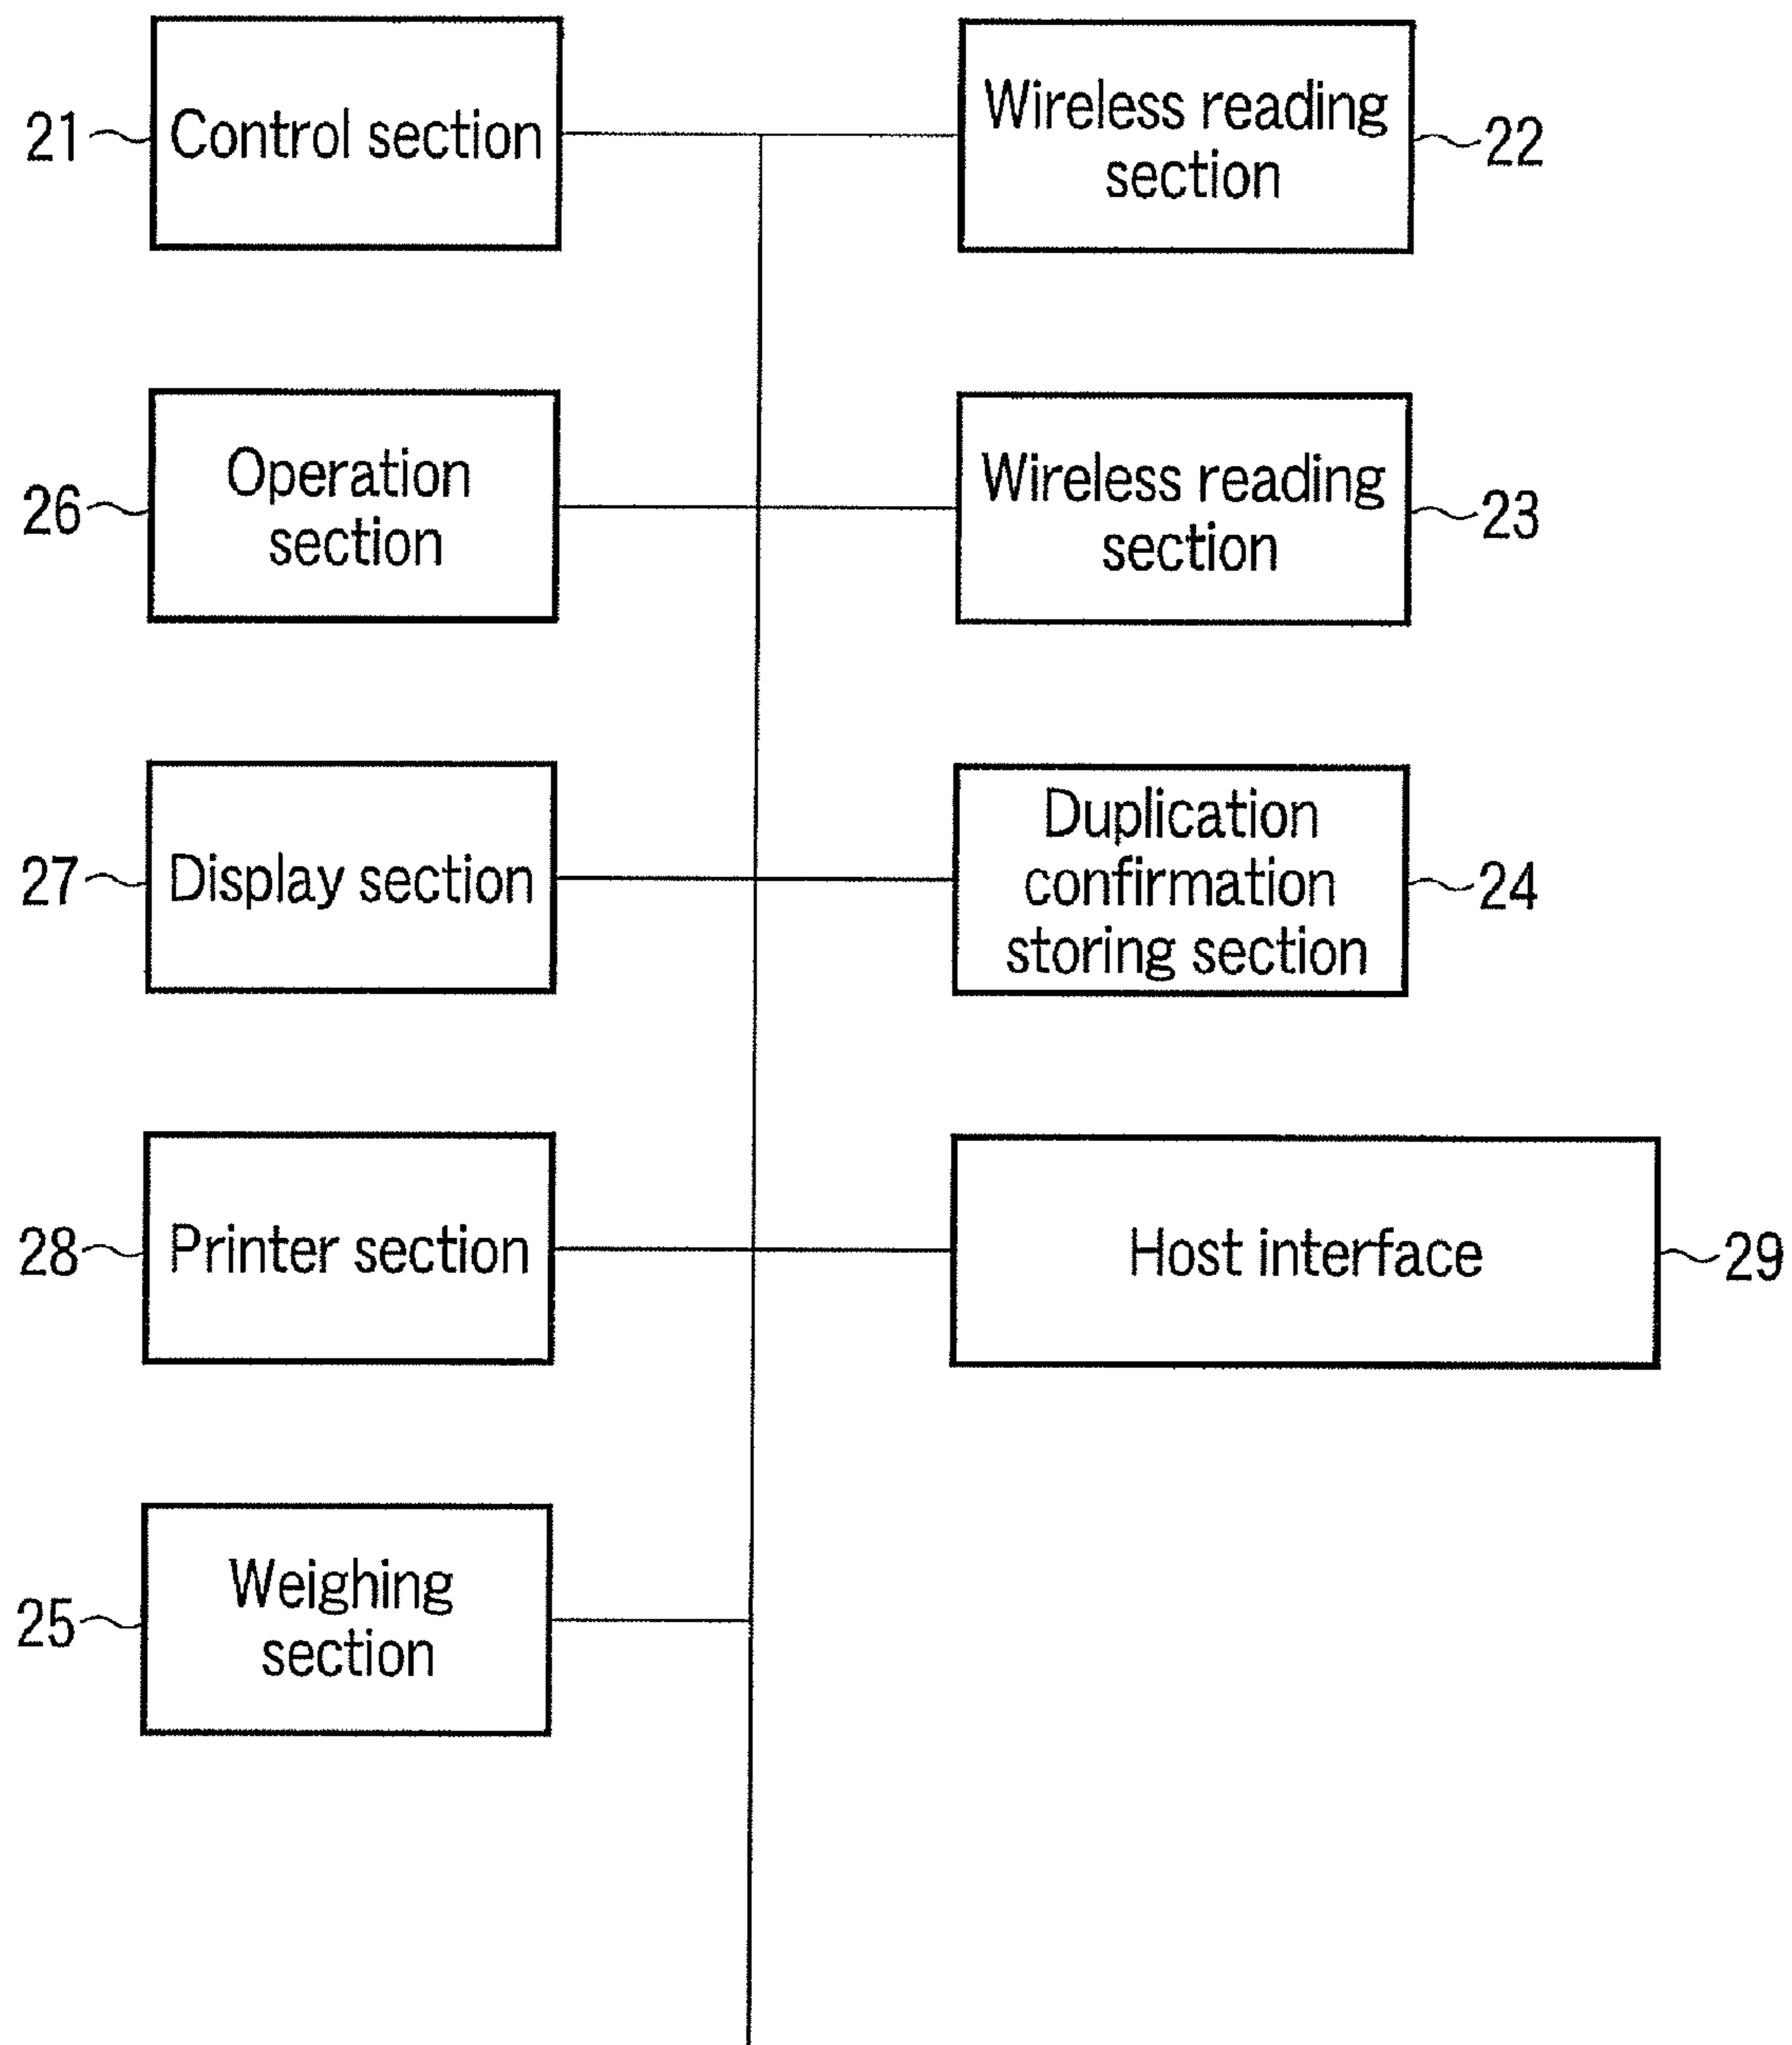 21
Control section
Wireless reading
section
22
26
Operation
section
Wireless reading
section
23
27
Display section
Duplication
confirmation
storing section
24
28
Printer section
Host interface
29
25
Weighing
section